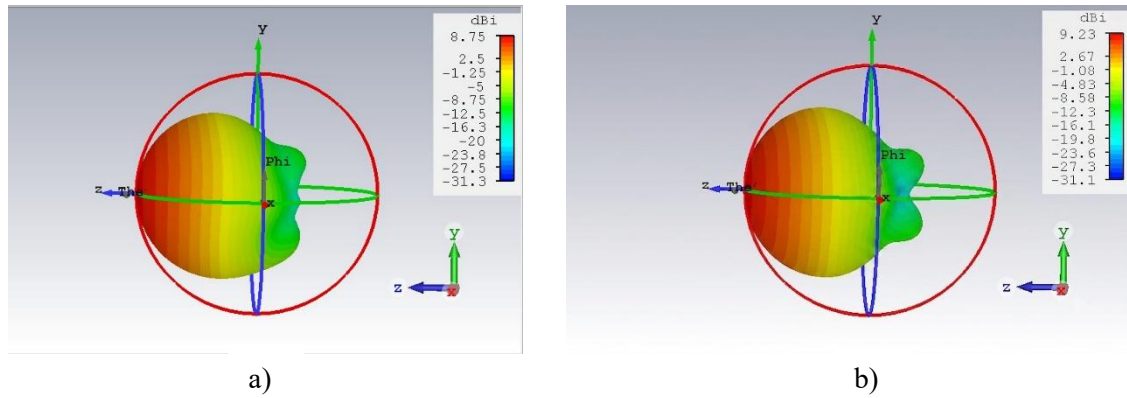 dBi
8.75
2.5
-1.25
-5
-8.75
-12.5
-16.3
-20
-23.8
-27.5
-31.3
y
Phi
z
The
x
y
z
x
a)
dBi
9.23
2.67
-1.08
-4.83
-8.58
-12.3
-16.1
-19.8
-23.6
-27.3
-31.1
y
Phi
z
The
x
y
z
x
b)